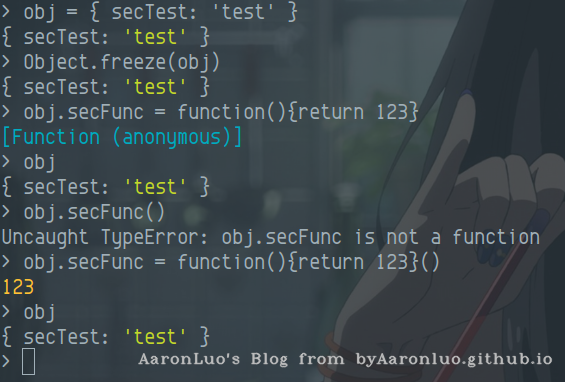 > obj = { secTest: 'test' }
{ secTest: 'test' }
> Object.freeze(obj)
{ secTest: 'test' }
> obj.secFunc = function(){return 123}
[Function (anonymous)]
> obj
{ secTest: 'test' }
> obj.secFunc()
Uncaught TypeError: obj.secFunc is not a function
> obj.secFunc = function(){return 123}()
123
> obj
{ secTest: 'test' }
>
AaronLuo's Blog from byAaronluo.github.io